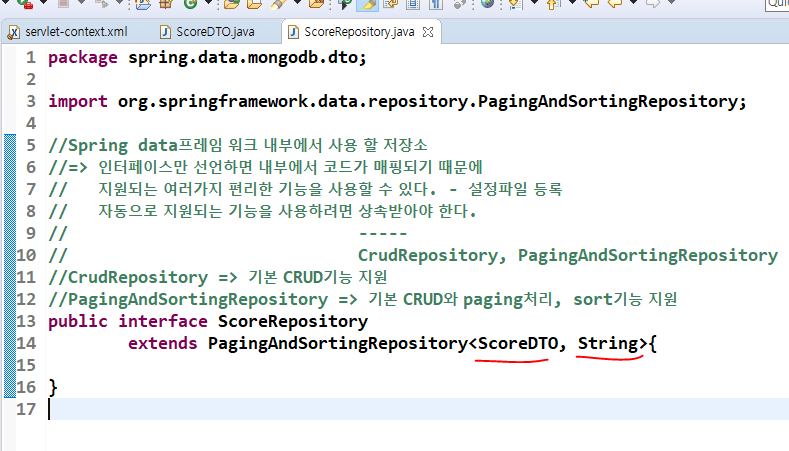 servlet-context.xml ScoreDTO.java ScoreRepository.java
1 package spring.data.mongodb.dto;
2
3 import org.springframework.data.repository.PagingAndSortingRepository;
4
5 //Spring data프레임 워크 내부에서 사용 할 저장소
6 //=> 인터페이스만 선언하면 내부에서 코드가 매핑되기 때문에
7 // 지원되는 여러가지 편리한 기능을 사용할 수 있다. - 설정파일 등록
8 // 자동으로 지원되는 기능을 사용하려면 상속받아야 한다.
9 // -----
10 // CrudRepository, PagingAndSortingRepository
11 //CrudRepository => 기본 CRUD기능 지원
12 //PagingAndSortingRepository => 기본 CRUD와 paging처리, sort기능 지원
13 public interface ScoreRepository
14 extends PagingAndSortingRepository<ScoreDTO, String>{
15
16 }
17